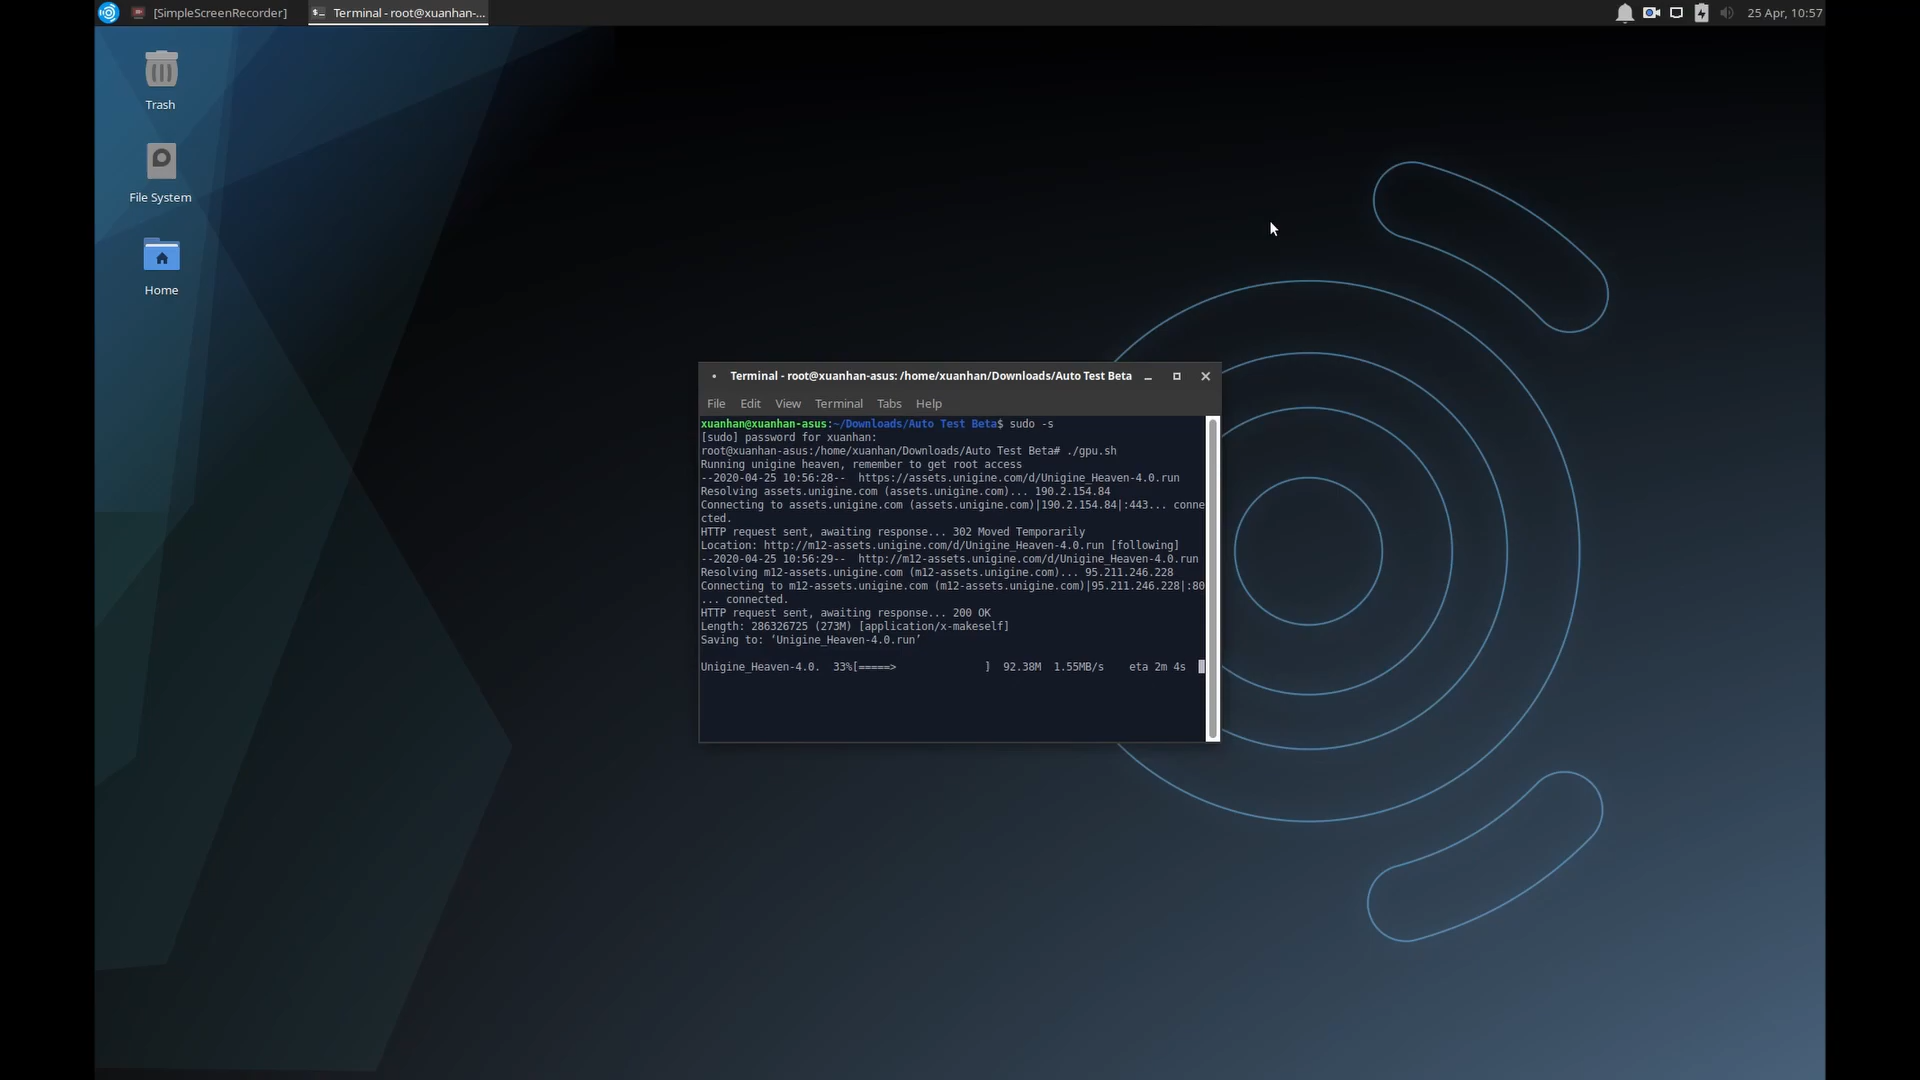 [SimpleScreenRecorder]
Terminal - root@xuanhan-...
25 Apr, 10:57
Trash
File System
Home
Terminal - root@xuanhan-asus: /home/xuanhan/Downloads/Auto Test Beta
File Edit View Terminal Tabs Help
xuanhan@xuanhan-asus:~/Downloads/Auto Test Beta$ sudo -s
[sudo] password for xuanhan:
root@xuanhan-asus:/home/xuanhan/Downloads/Auto Test Beta# ./gpu.sh
Running unigine heaven, remember to get root access
--2020-04-25 10:56:28--  https://assets.unigine.com/d/Unigine_Heaven-4.0.run
Resolving assets.unigine.com (assets.unigine.com)... 190.2.154.84
Connecting to assets.unigine.com (assets.unigine.com)|190.2.154.84|:443... conne
cted.
HTTP request sent, awaiting response... 302 Moved Temporarily
Location: http://m12-assets.unigine.com/d/Unigine_Heaven-4.0.run [following]
--2020-04-25 10:56:29--  http://m12-assets.unigine.com/d/Unigine_Heaven-4.0.run
Resolving m12-assets.unigine.com (m12-assets.unigine.com)... 95.211.246.228
Connecting to m12-assets.unigine.com (m12-assets.unigine.com)|95.211.246.228|:80
... connected.
HTTP request sent, awaiting response... 200 OK
Length: 286326725 (273M) [application/x-makeself]
Saving to: ‘Unigine_Heaven-4.0.run’
Unigine_Heaven-4.0.  33%[=====>              ]  92.38M  1.55MB/s    eta 2m 4s